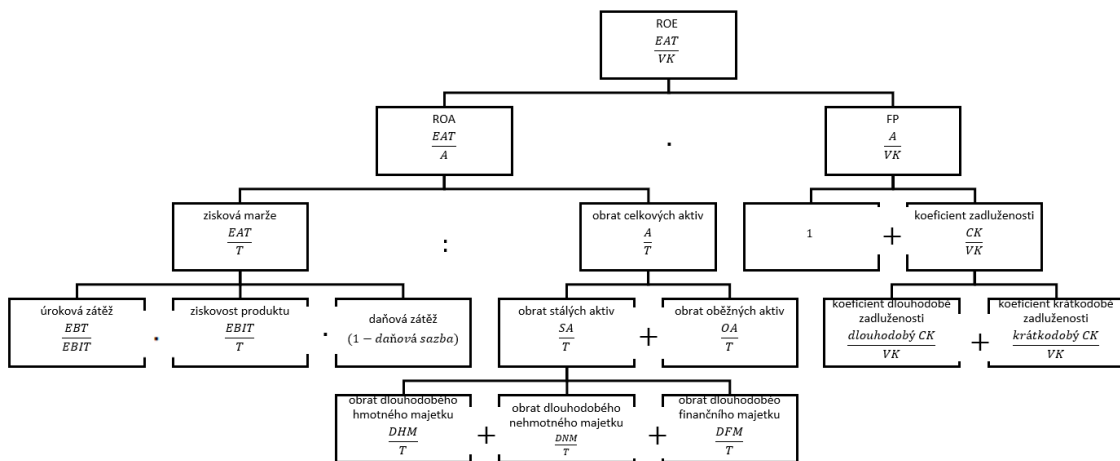 ROE
EAT
VK
ROA
EAT
A
·
FP
A
VK
zisková marže
EAT
T
:
obrat celkových aktiv
A
T
1
+
koeficient zadluženosti
CK
VK
úroková zátěž
EBT
EBIT
·
ziskovost produktu
EBIT
T
·
daňová zátěž
(1 − daňová sazba)
obrat stálých aktiv
SA
T
+
obrat oběžných aktiv
OA
T
koeficient dlouhodobé
zadluženosti
dlouhodobý CK
VK
+
koeficient krátkodobé
zadluženosti
krátkodobý CK
VK
obrat dlouhodobého
hmotného majetku
DHM
T
+
obrat dlouhodobého
nehmotného majetku
DNM
T
+
obrat dlouhodobéo
finančního majetku
DFM
T